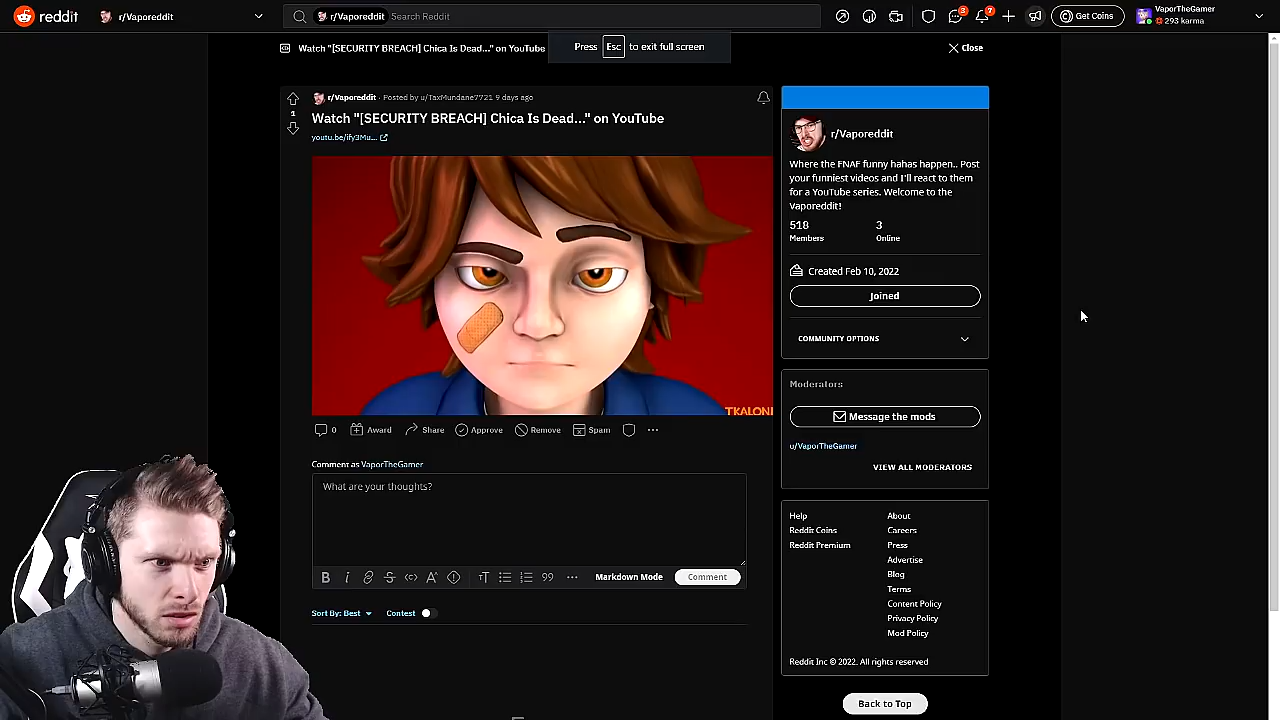 reddit
r/Vaporeddit
r/Vaporeddit Search Reddit
3
7
Get Coins
VaporTheGamer
293 karma
Watch "[SECURITY BREACH] Chica Is Dead..." on YouTube
Press Esc to exit full screen
Close
1
r/Vaporeddit · Posted by u/TaxMundane7721 9 days ago
Watch "[SECURITY BREACH] Chica Is Dead..." on YouTube
youtu.be/ify3Mu...
TKALONI
0
Award
Share
Approve
Remove
Spam
Comment as VaporTheGamer
What are your thoughts?
B i
99
Markdown Mode
Comment
Sort By: Best
Contest
r/Vaporeddit
Where the FNAF funny hahas happen.. Post
your funniest videos and I'll react to them
for a YouTube series. Welcome to the
Vaporeddit!
518 3
Members Online
Created Feb 10, 2022
Joined
COMMUNITY OPTIONS
Moderators
Message the mods
u/VaporTheGamer
VIEW ALL MODERATORS
Help About
Reddit Coins Careers
Reddit Premium Press
Advertise
Blog
Terms
Content Policy
Privacy Policy
Mod Policy
Reddit Inc © 2022. All rights reserved
Back to Top